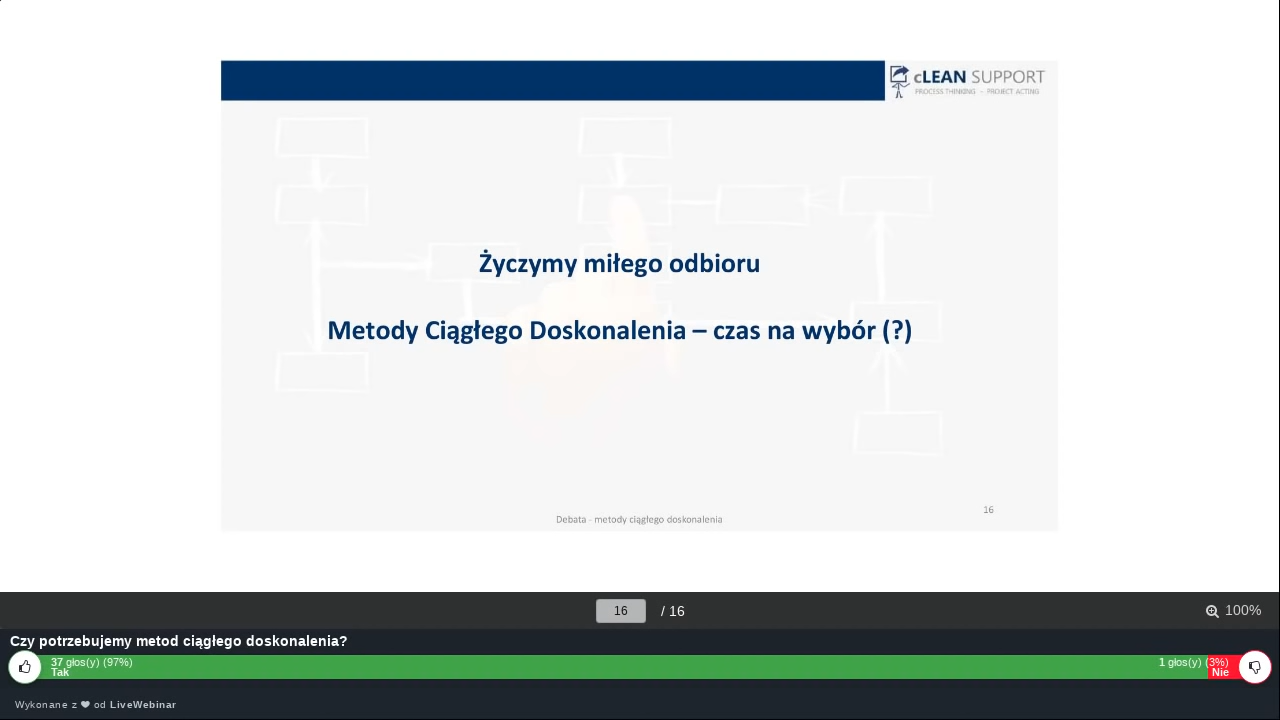 cLEAN SUPPORT
PROCESS THINKING - PROJECT ACTING
Życzymy miłego odbioru
Metody Ciągłego Doskonalenia – czas na wybór (?)
16
Debata - metody ciągłego doskonalenia
16 / 16
100%
Czy potrzebujemy metod ciągłego doskonalenia?
37 głos(y) (97%)
Tak
1 głos(y) (3%)
Nie
Wykonane z ❤ od LiveWebinar